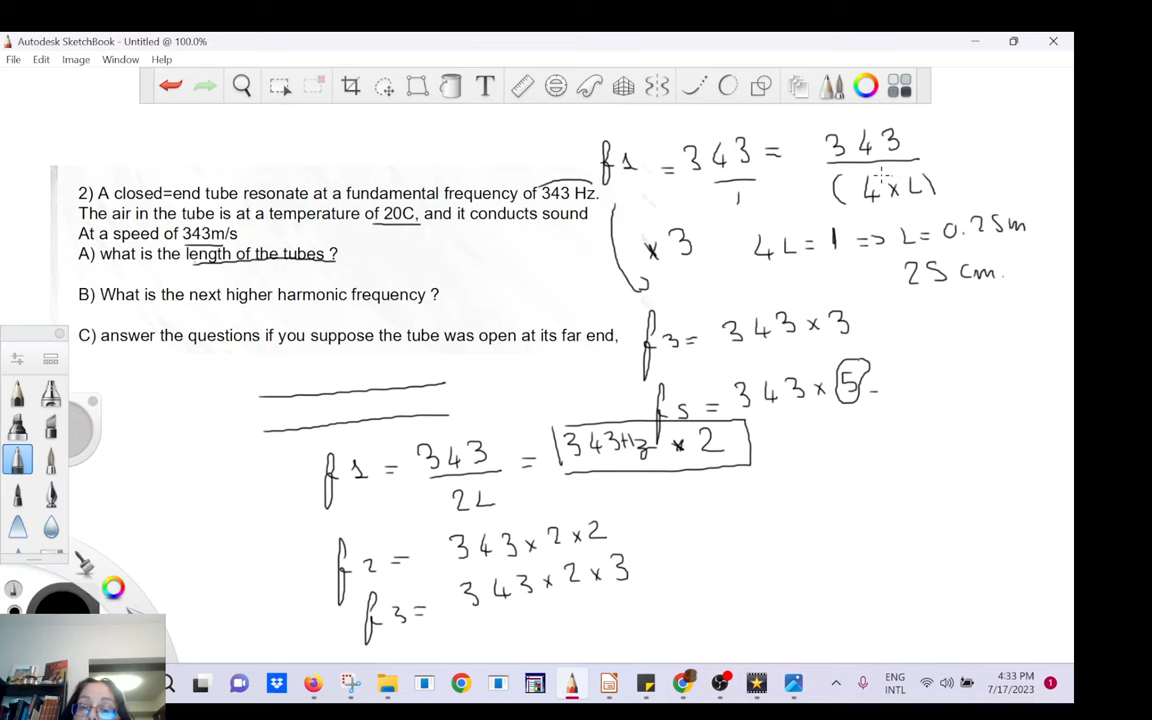 Autodesk SketchBook - Untitled @ 100.0%
File Edit Image Window Help
2) A closed=end tube resonate at a fundamental frequency of 343 Hz.
The air in the tube is at a temperature of 20C, and it conducts sound
At a speed of 343m/s
A) what is the length of the tubes ?
B) What is the next higher harmonic frequency ?
C) answer the questions if you suppose the tube was open at its far end,
f1 = 343/1 = 343/(4×L)
×3
4L = 1 => L = 0.25m
25 cm.
f3 = 343×3
f5 = 343×5-
f1 = 343/2L = 343Hz × 2
f2 = 343×2×2
f3 = 343×2×3
ENG
INTL
4:33 PM
7/17/2023
1